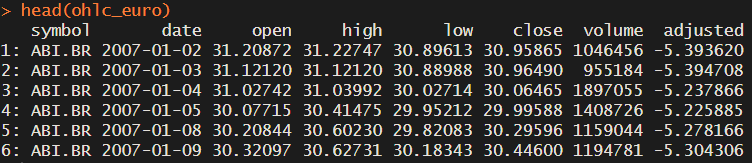 > head(ohlc_euro)
symbol date open high low close volume adjusted
1: ABI.BR 2007-01-02 31.20872 31.22747 30.89613 30.95865 1046456 -5.393620
2: ABI.BR 2007-01-03 31.12120 31.12120 30.88988 30.96490 955184 -5.394708
3: ABI.BR 2007-01-04 31.02742 31.03992 30.02714 30.06465 1897055 -5.237866
4: ABI.BR 2007-01-05 30.07715 30.41475 29.95212 29.99588 1408726 -5.225885
5: ABI.BR 2007-01-08 30.20844 30.60230 29.82083 30.29596 1159044 -5.278166
6: ABI.BR 2007-01-09 30.32097 30.62731 30.18343 30.44600 1194781 -5.304306